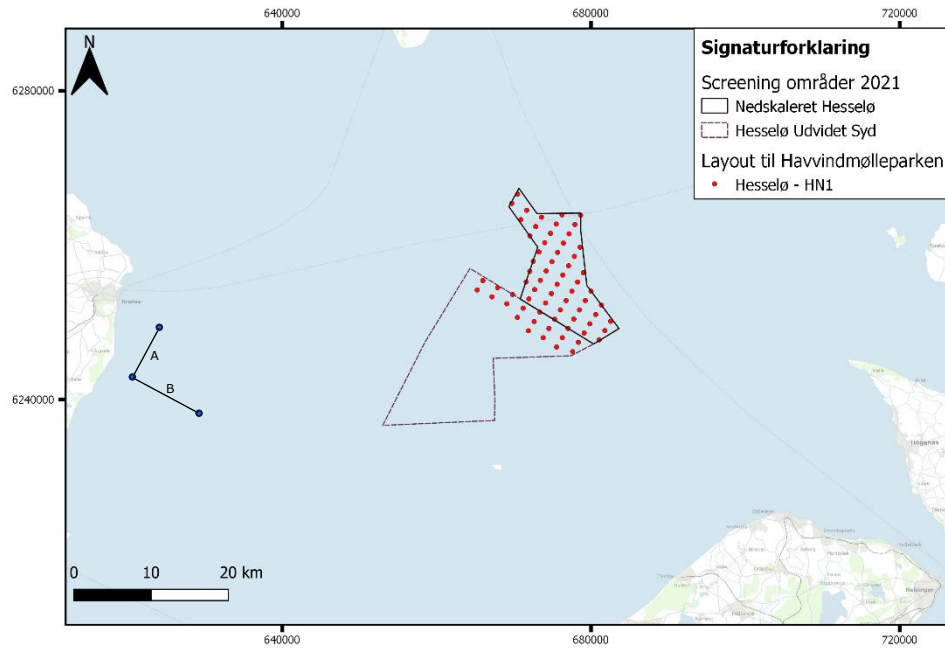 640000 680000 720000
N
6280000
Signaturforklaring
Screening områder 2021
Nedskaleret Hesselø
Hesselø Udvidet Syd
Layout til Havvindmølleparken
Hesselø - HN1
A
B
6240000
Höganäs
0 10 20 km
640000 680000 720000